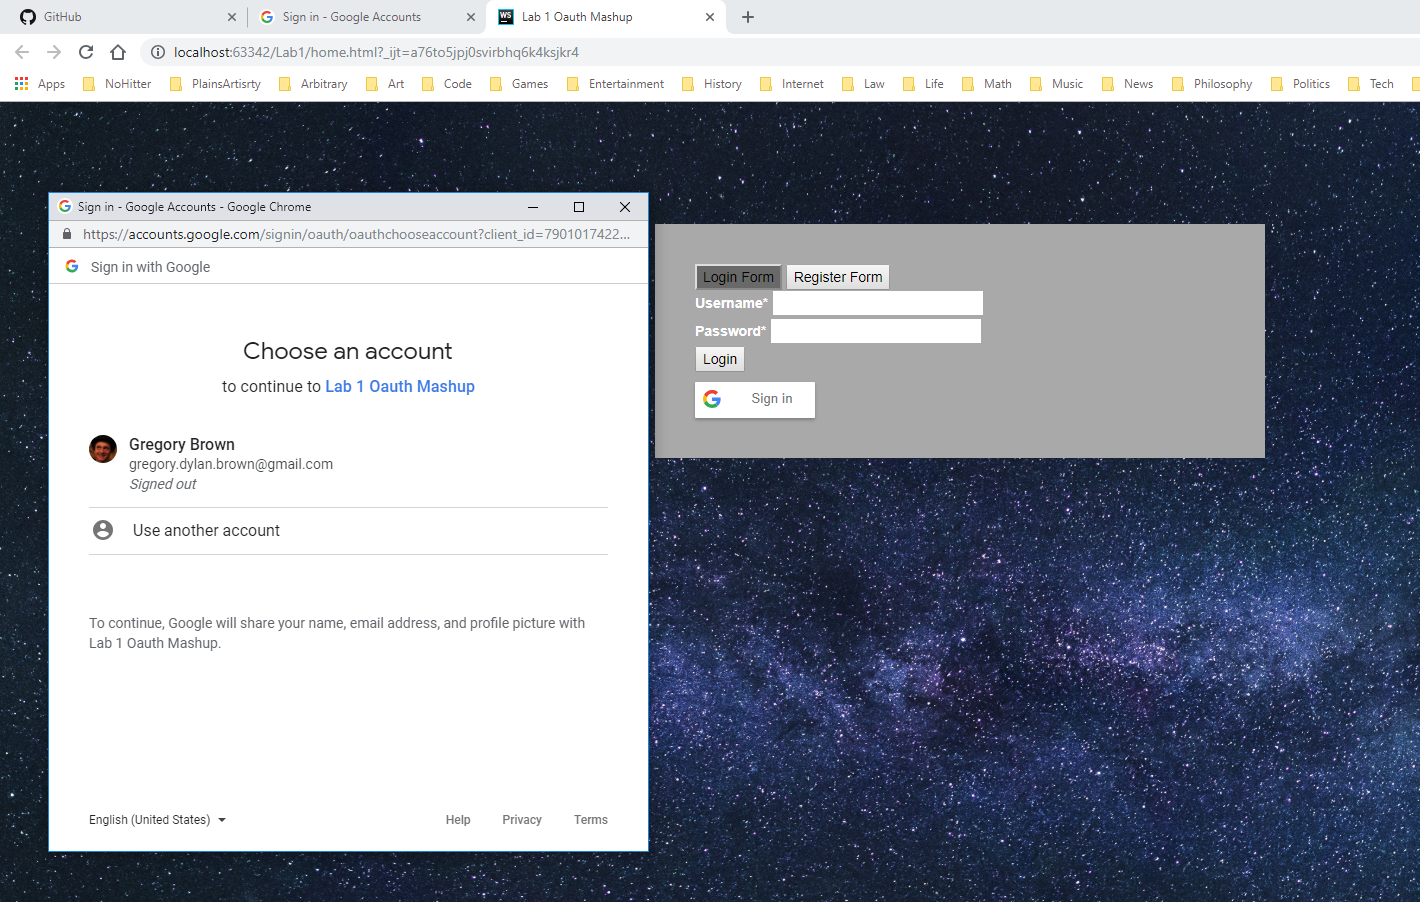 GitHub
Sign in - Google Accounts
WS Lab 1 Oauth Mashup
localhost:63342/Lab1/home.html?_ijt=a76to5jpj0svirbhq6k4ksjkr4
Apps NoHitter PlainsArtisrty Arbitrary Art Code Games Entertainment History Internet Law Life Math Music News Philosophy Politics Tech
Sign in - Google Accounts - Google Chrome
https://accounts.google.com/signin/oauth/oauthchooseaccount?client_id=7901017422...
Sign in with Google
Choose an account
to continue to Lab 1 Oauth Mashup
Gregory Brown
gregory.dylan.brown@gmail.com
Signed out
Use another account
To continue, Google will share your name, email address, and profile picture with
Lab 1 Oauth Mashup.
English (United States) Help Privacy Terms
Login Form Register Form
Username*
Password*
Login
Sign in